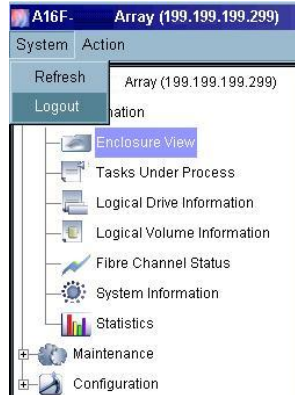 A16F- Array (199.199.199.299)
System Action
Refresh
Array (199.199.199.299)
Logout
ation
Enclosure View
Tasks Under Process
Logical Drive Information
Logical Volume Information
Fibre Channel Status
System Information
Statistics
Maintenance
Configuration